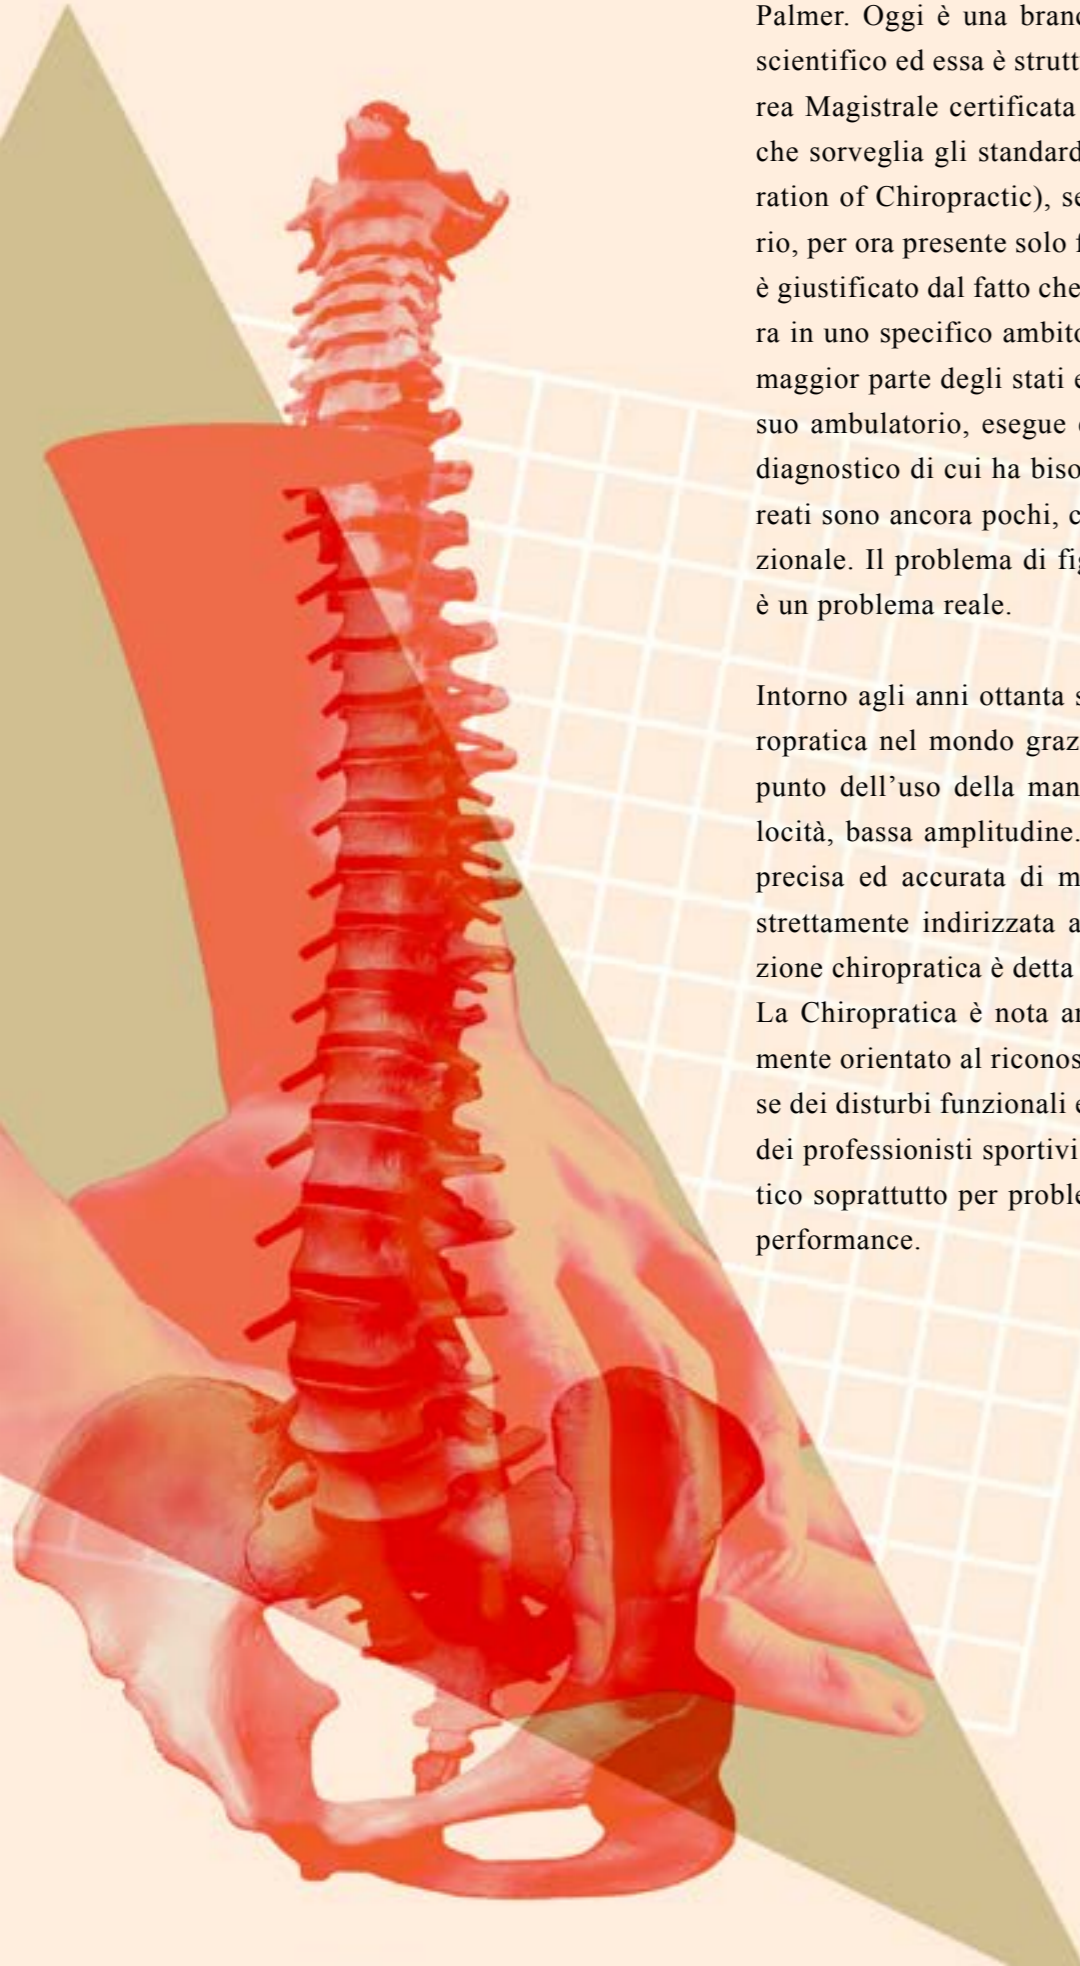 Palmer. Oggi è una branc
scientifico ed essa è strutt
rea Magistrale certificata
che sorveglia gli standard
ration of Chiropractic), se
rio, per ora presente solo f
è giustificato dal fatto che
ra in uno specifico ambito
maggior parte degli stati e
suo ambulatorio, esegue
diagnostico di cui ha biso
reati sono ancora pochi, c
zionale. Il problema di fig
è un problema reale.
Intorno agli anni ottanta s
ropratica nel mondo graz
punto dell’uso della man
locità, bassa amplitudine.
precisa ed accurata di m
strettamente indirizzata a
zione chiropratica è detta
La Chiropratica è nota an
mente orientato al riconos
se dei disturbi funzionali e
dei professionisti sportivi
tico soprattutto per proble
performance.